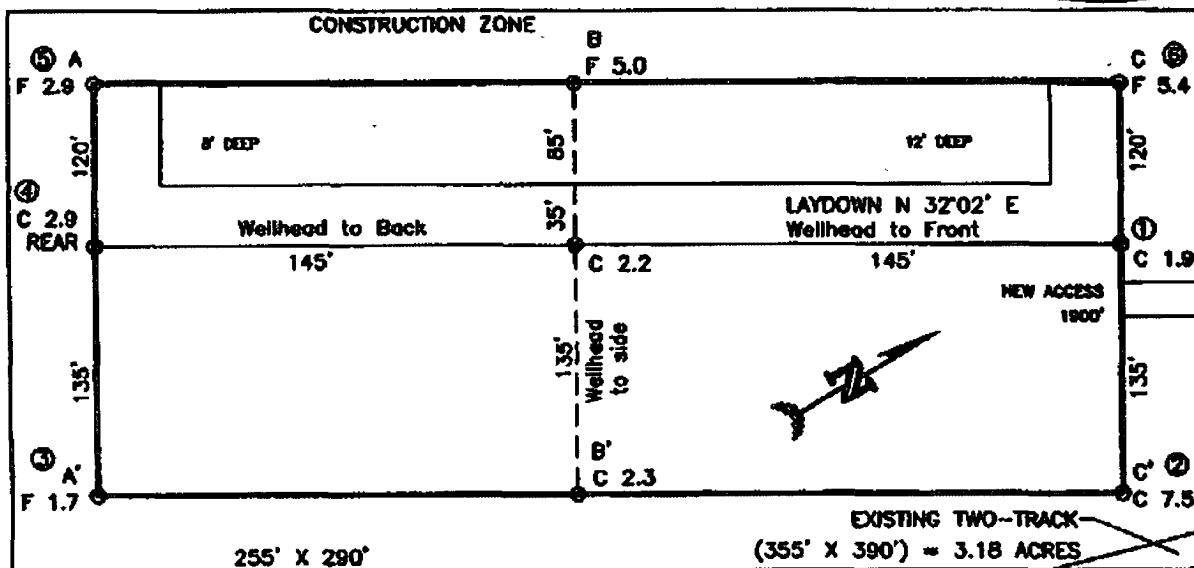 CONSTRUCTION ZONE
⑤ A
F 2.9
B
F 5.0
C ⑥
F 5.4
120'
8' DEEP
85'
12' DEEP
120'
④
C 2.9
REAR
Wellhead to Back
145'
35'
C 2.2
LAYDOWN N 32°02' E
Wellhead to Front
145'
①
C 1.9
NEW ACCESS
1900'
135'
135'
Wellhead
to side
N
135'
③
A'
F 1.7
B'
C 2.3
C' ②
C 7.5
EXISTING TWO-TRACK
255' X 290'
(355' X 390') = 3.18 ACRES